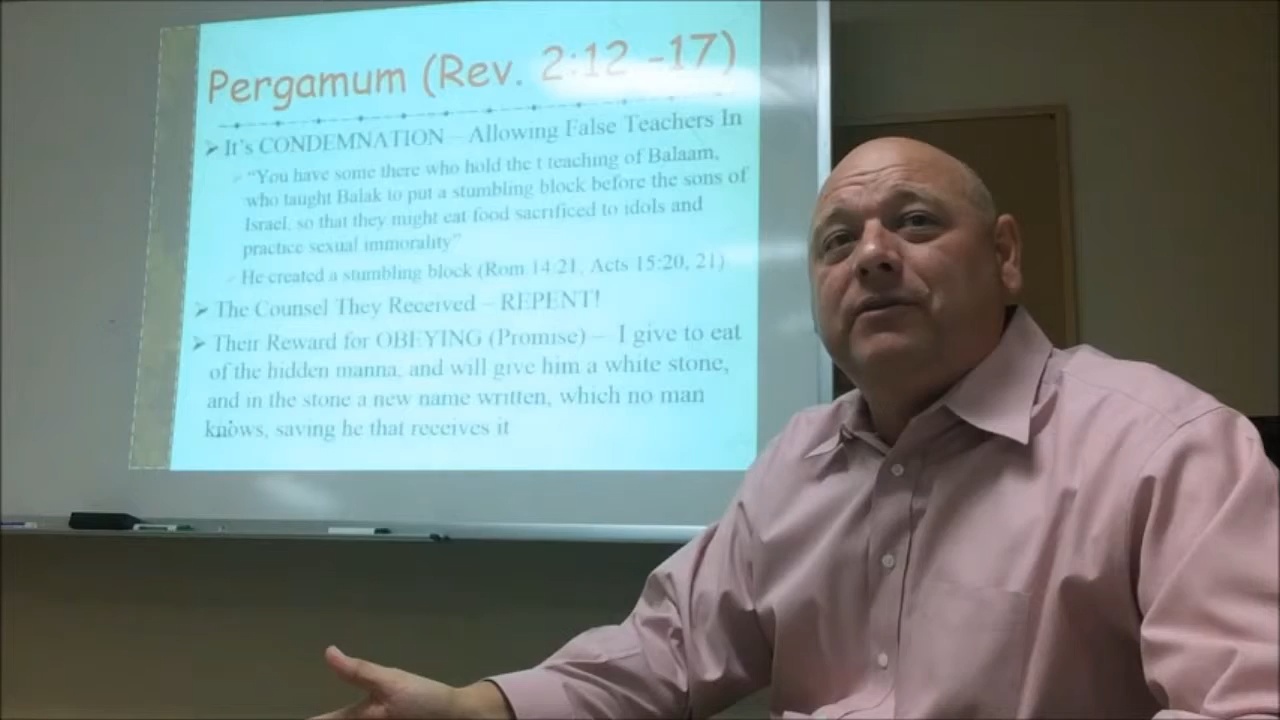 Pergamum (Rev. 2:12 -17)
➢ It's CONDEMNATION – Allowing False Teachers In
➢ "You have some there who hold the t teaching of Balaam,
who taught Balak to put a stumbling block before the sons of
Israel, so that they might eat food sacrificed to idols and
practice sexual immorality"
➢ He created a stumbling block (Rom 14:21, Acts 15:20, 21)
➢ The Counsel They Received – REPENT!
➢ Their Reward for OBEYING (Promise) – I give to eat
of the hidden manna, and will give him a white stone,
and in the stone a new name written, which no man
knows, saving he that receives it